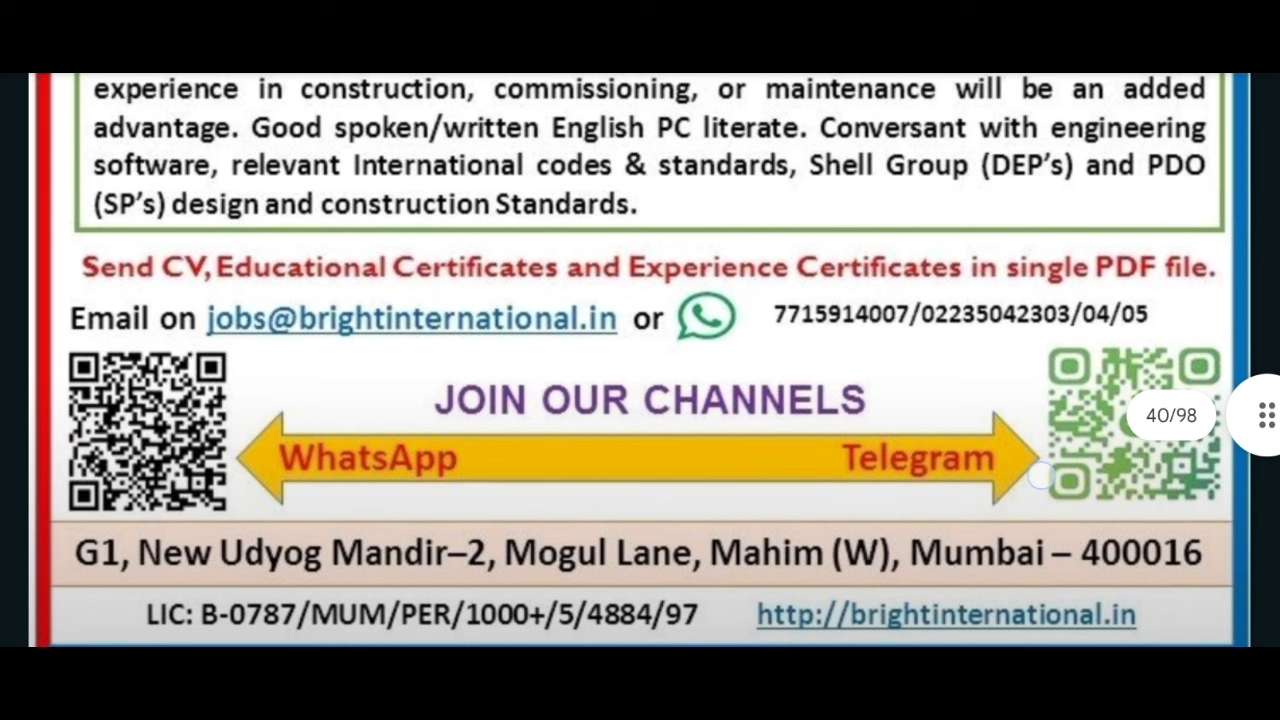 experience in construction, commissioning, or maintenance will be an added
advantage. Good spoken/written English PC literate. Conversant with engineering
software, relevant International codes & standards, Shell Group (DEP's) and PDO
(SP's) design and construction Standards.
Send CV, Educational Certificates and Experience Certificates in single PDF file.
Email on jobs@brightinternational.in or 7715914007/02235042303/04/05
JOIN OUR CHANNELS
WhatsApp Telegram
40/98
G1, New Udyog Mandir–2, Mogul Lane, Mahim (W), Mumbai – 400016
LIC: B-0787/MUM/PER/1000+/5/4884/97 http://brightinternational.in